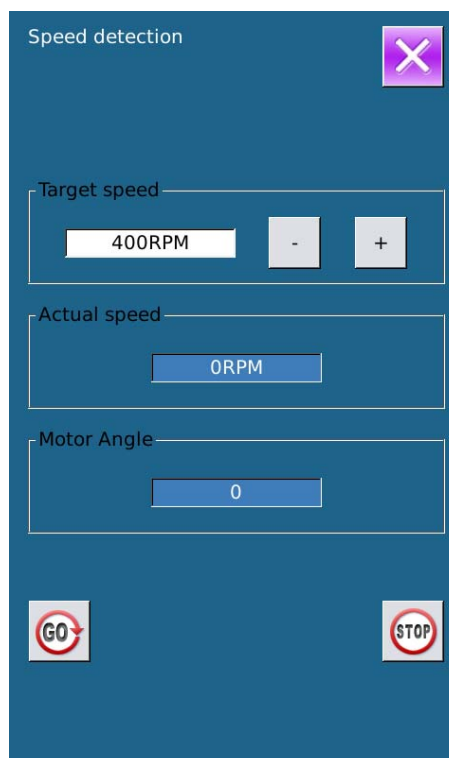 Speed detection
Target speed
400RPM - +
Actual speed
0RPM
Motor Angle
0
GO STOP